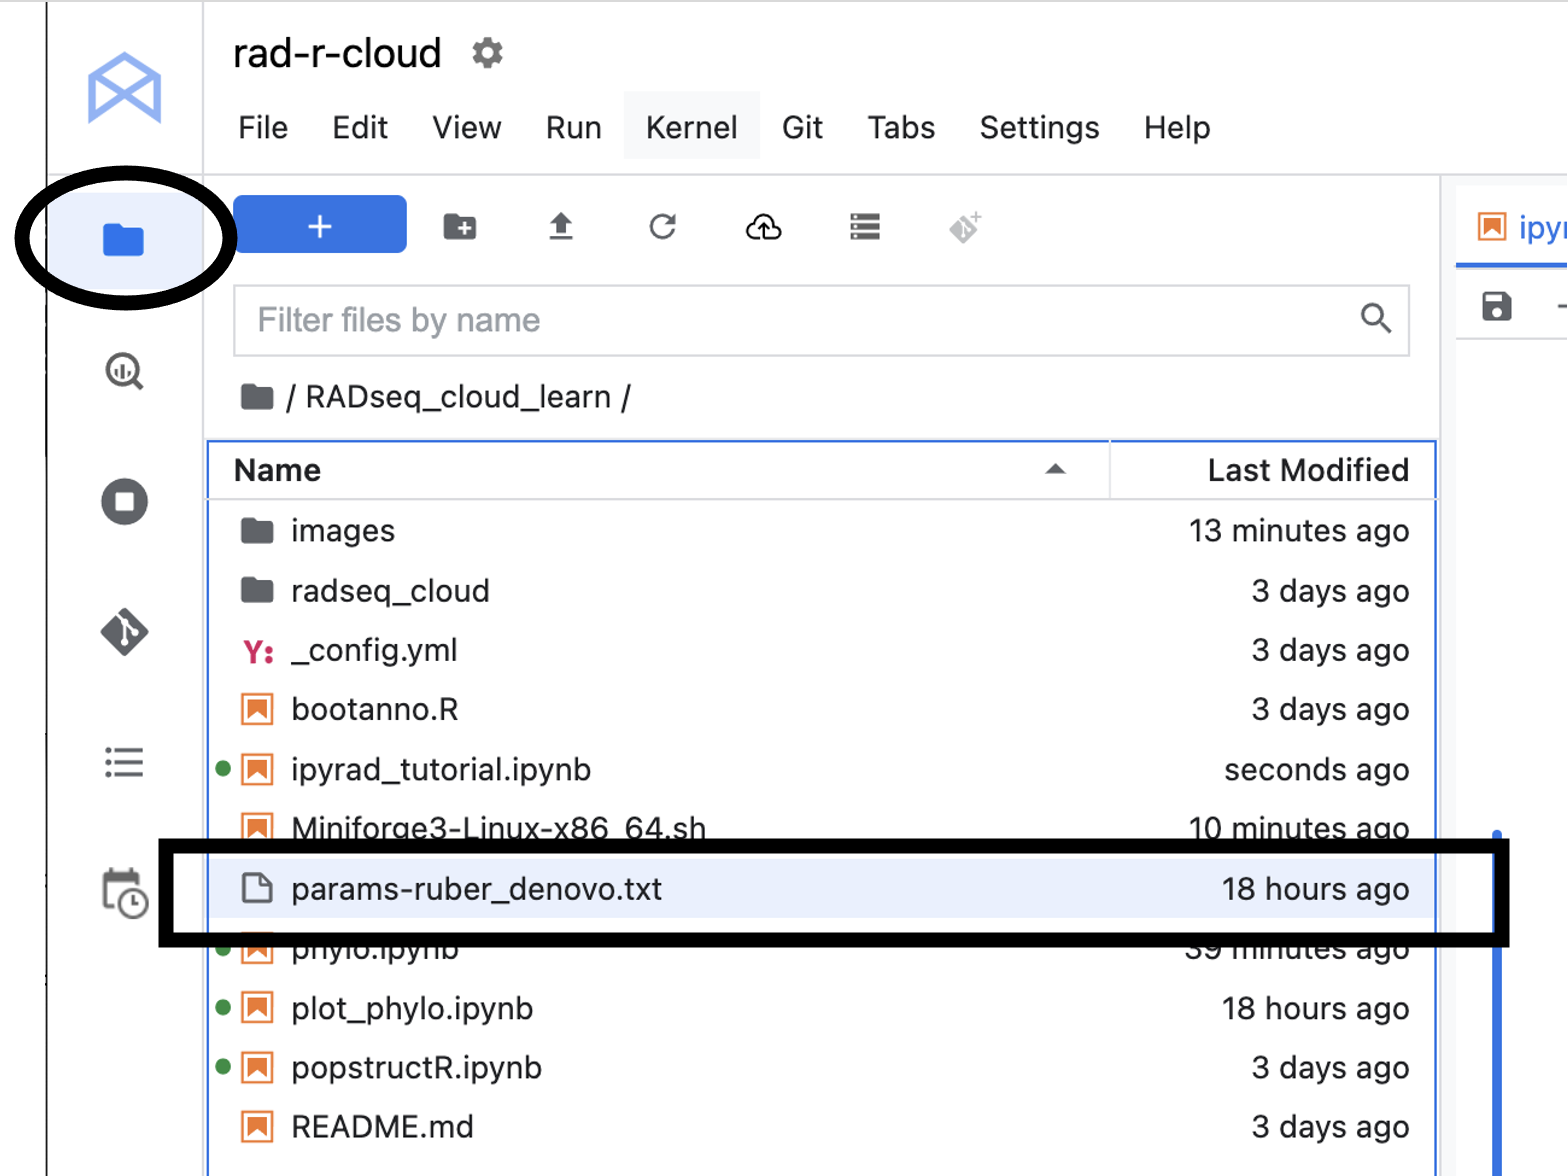 rad-r-cloud
File Edit View Run Kernel Git Tabs Settings Help
Filter files by name
/ RADseq_cloud_learn /
Name Last Modified
images 13 minutes ago
radseq_cloud 3 days ago
Y: _config.yml 3 days ago
bootanno.R 3 days ago
ipyrad_tutorial.ipynb seconds ago
Miniforge3-Linux-x86_64.sh 10 minutes ago
params-ruber_denovo.txt 18 hours ago
phylo.ipynb 39 minutes ago
plot_phylo.ipynb 18 hours ago
popstructR.ipynb 3 days ago
README.md 3 days ago